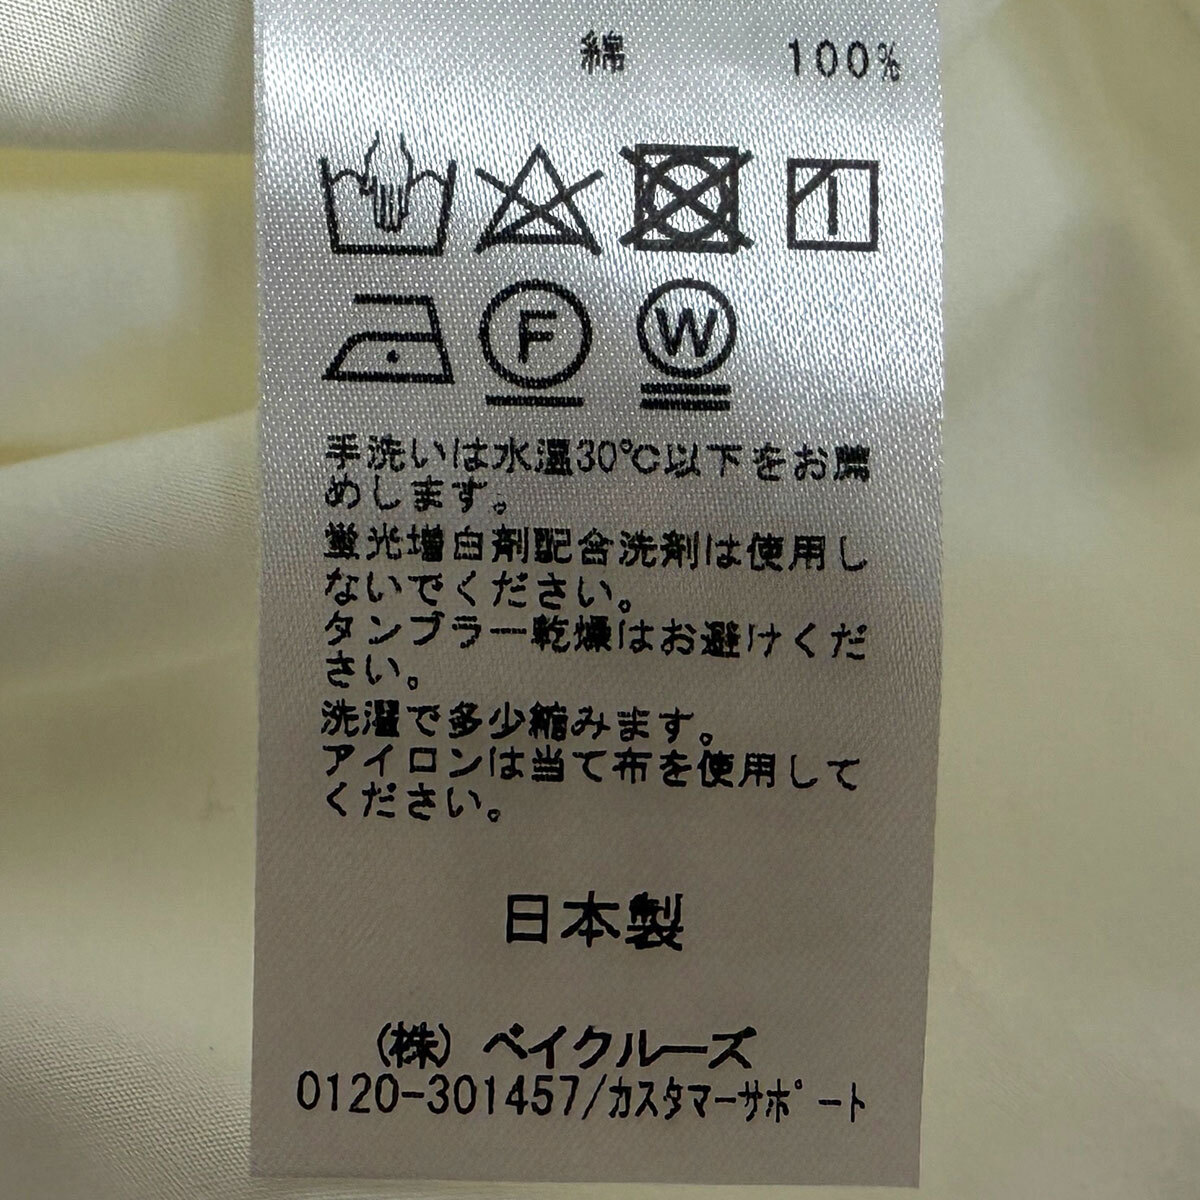 綿 100%
F W
手洗いは水温30℃以下をお薦
めします。
蛍光増白剤配合洗剤は使用し
ないでください。
タンブラー乾燥はお避けくだ
さい。
洗濯で多少縮みます。
アイロンは当て布を使用して
ください。
日本製
(株) ベイクルーズ
0120-301457/カスタマーサポート